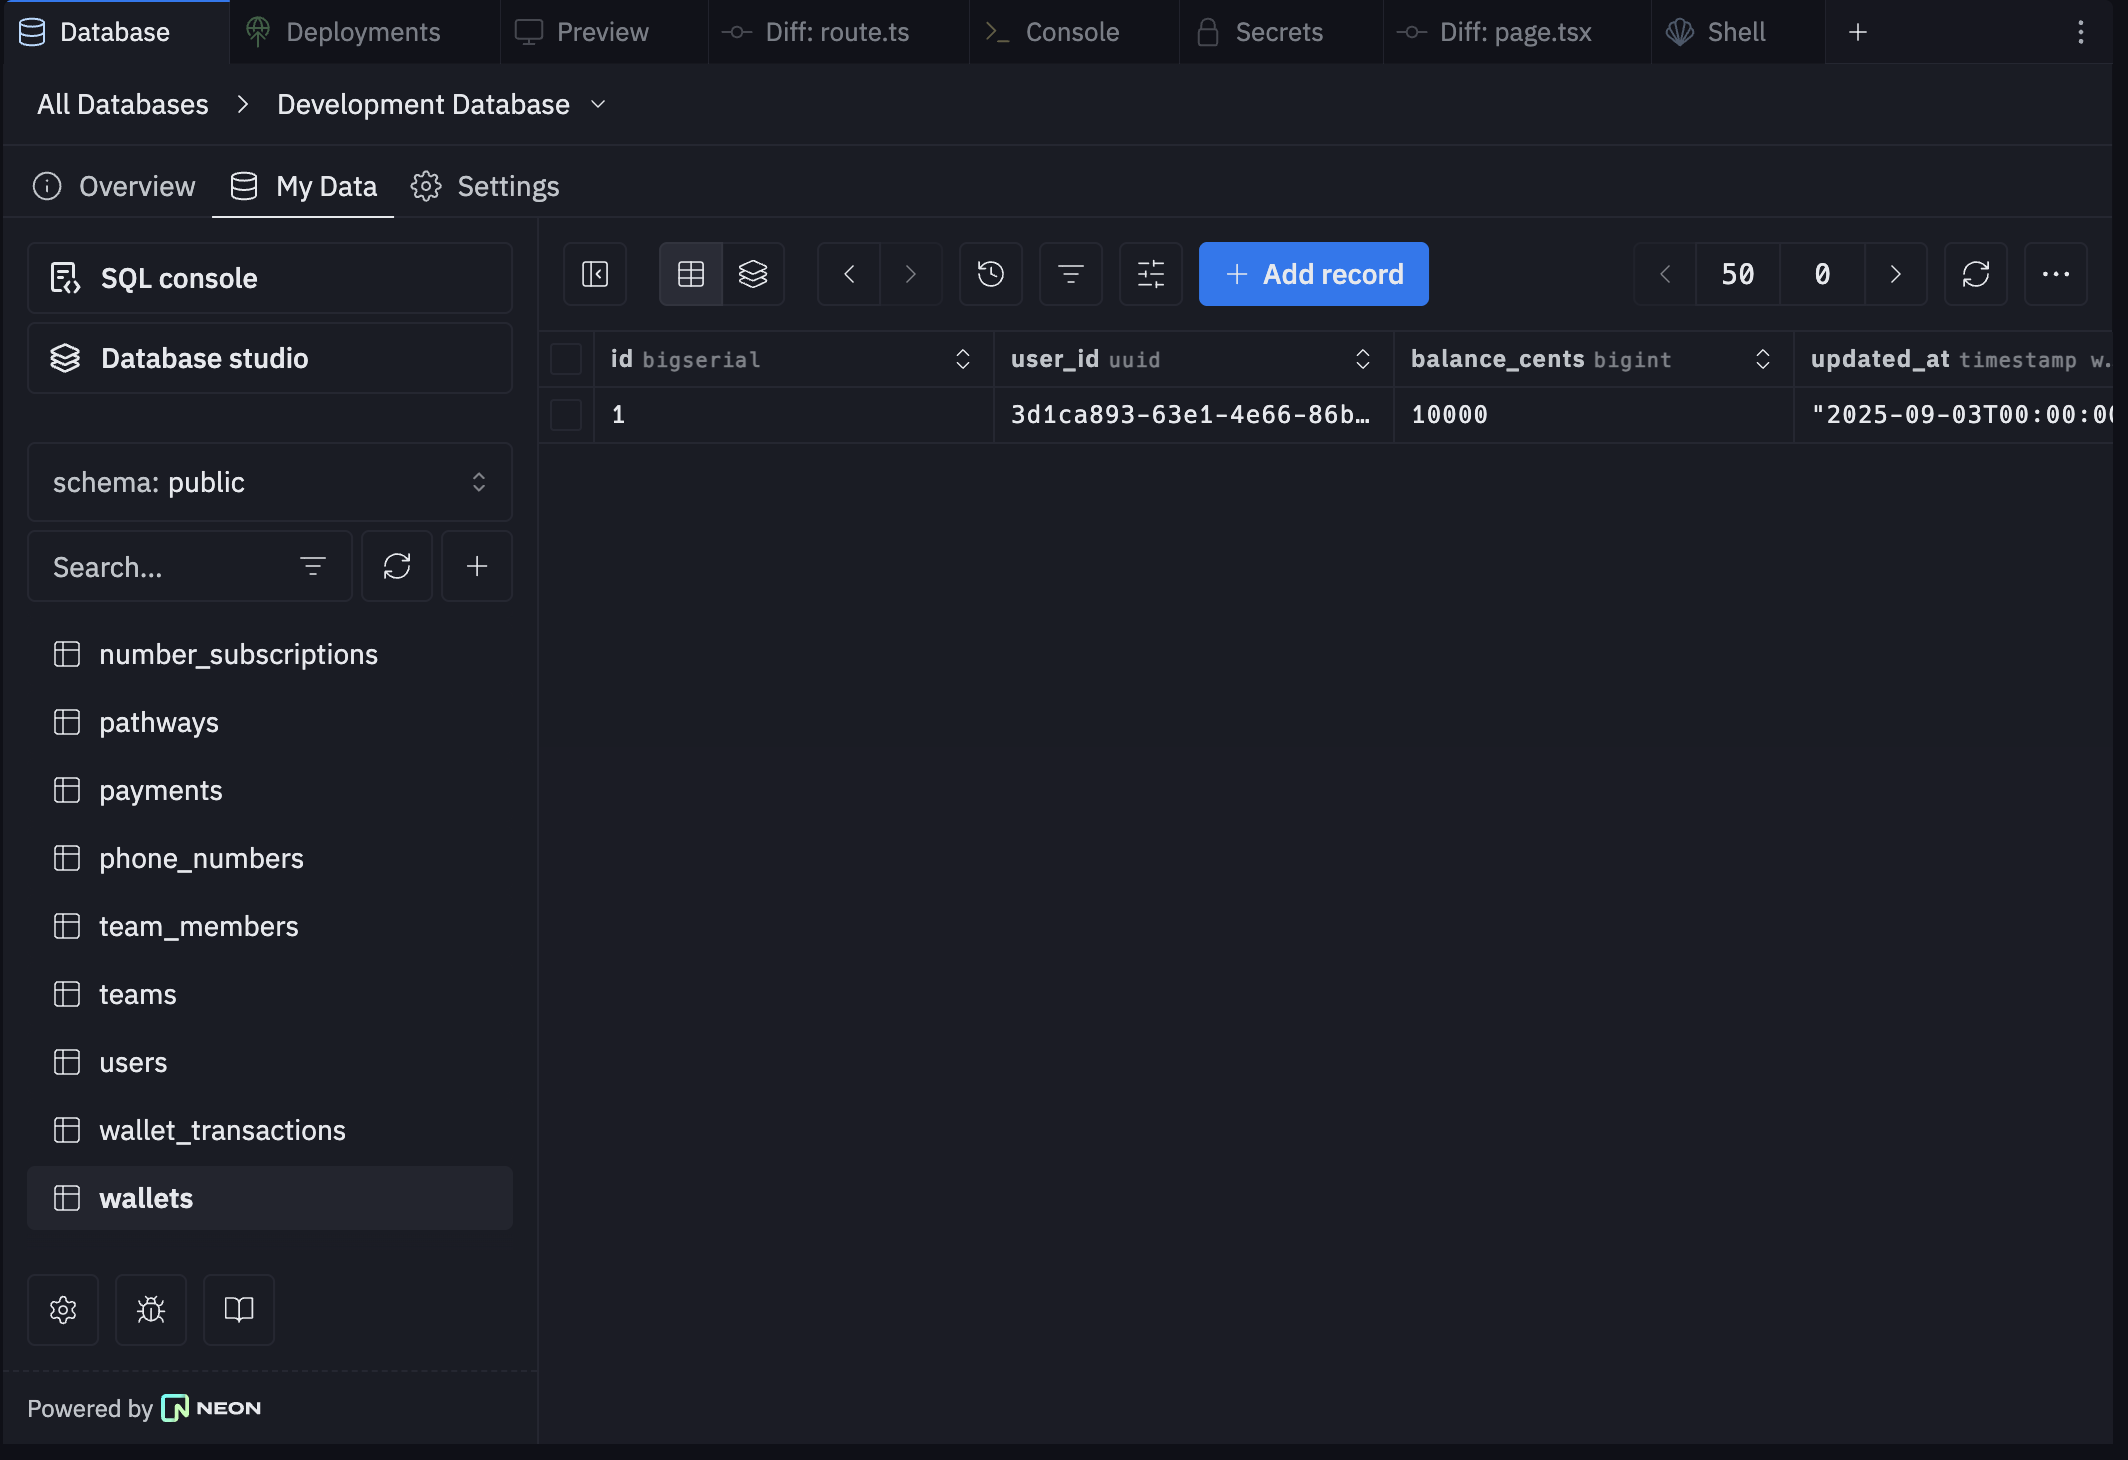 Database
Deployments
Preview
Diff: route.ts
Console
Secrets
Diff: page.tsx
Shell
All Databases
Development Database
Overview
My Data
Settings
SQL console
Database studio
schema: public
Search...
number_subscriptions
pathways
payments
phone_numbers
team_members
teams
users
wallet_transactions
wallets
Powered by NEON
Add record
50
0
id bigserial
user_id uuid
balance_cents bigint
updated_at timestamp w…
1
3d1ca893-63e1-4e66-86b…
10000
"2025-09-03T00:00:00